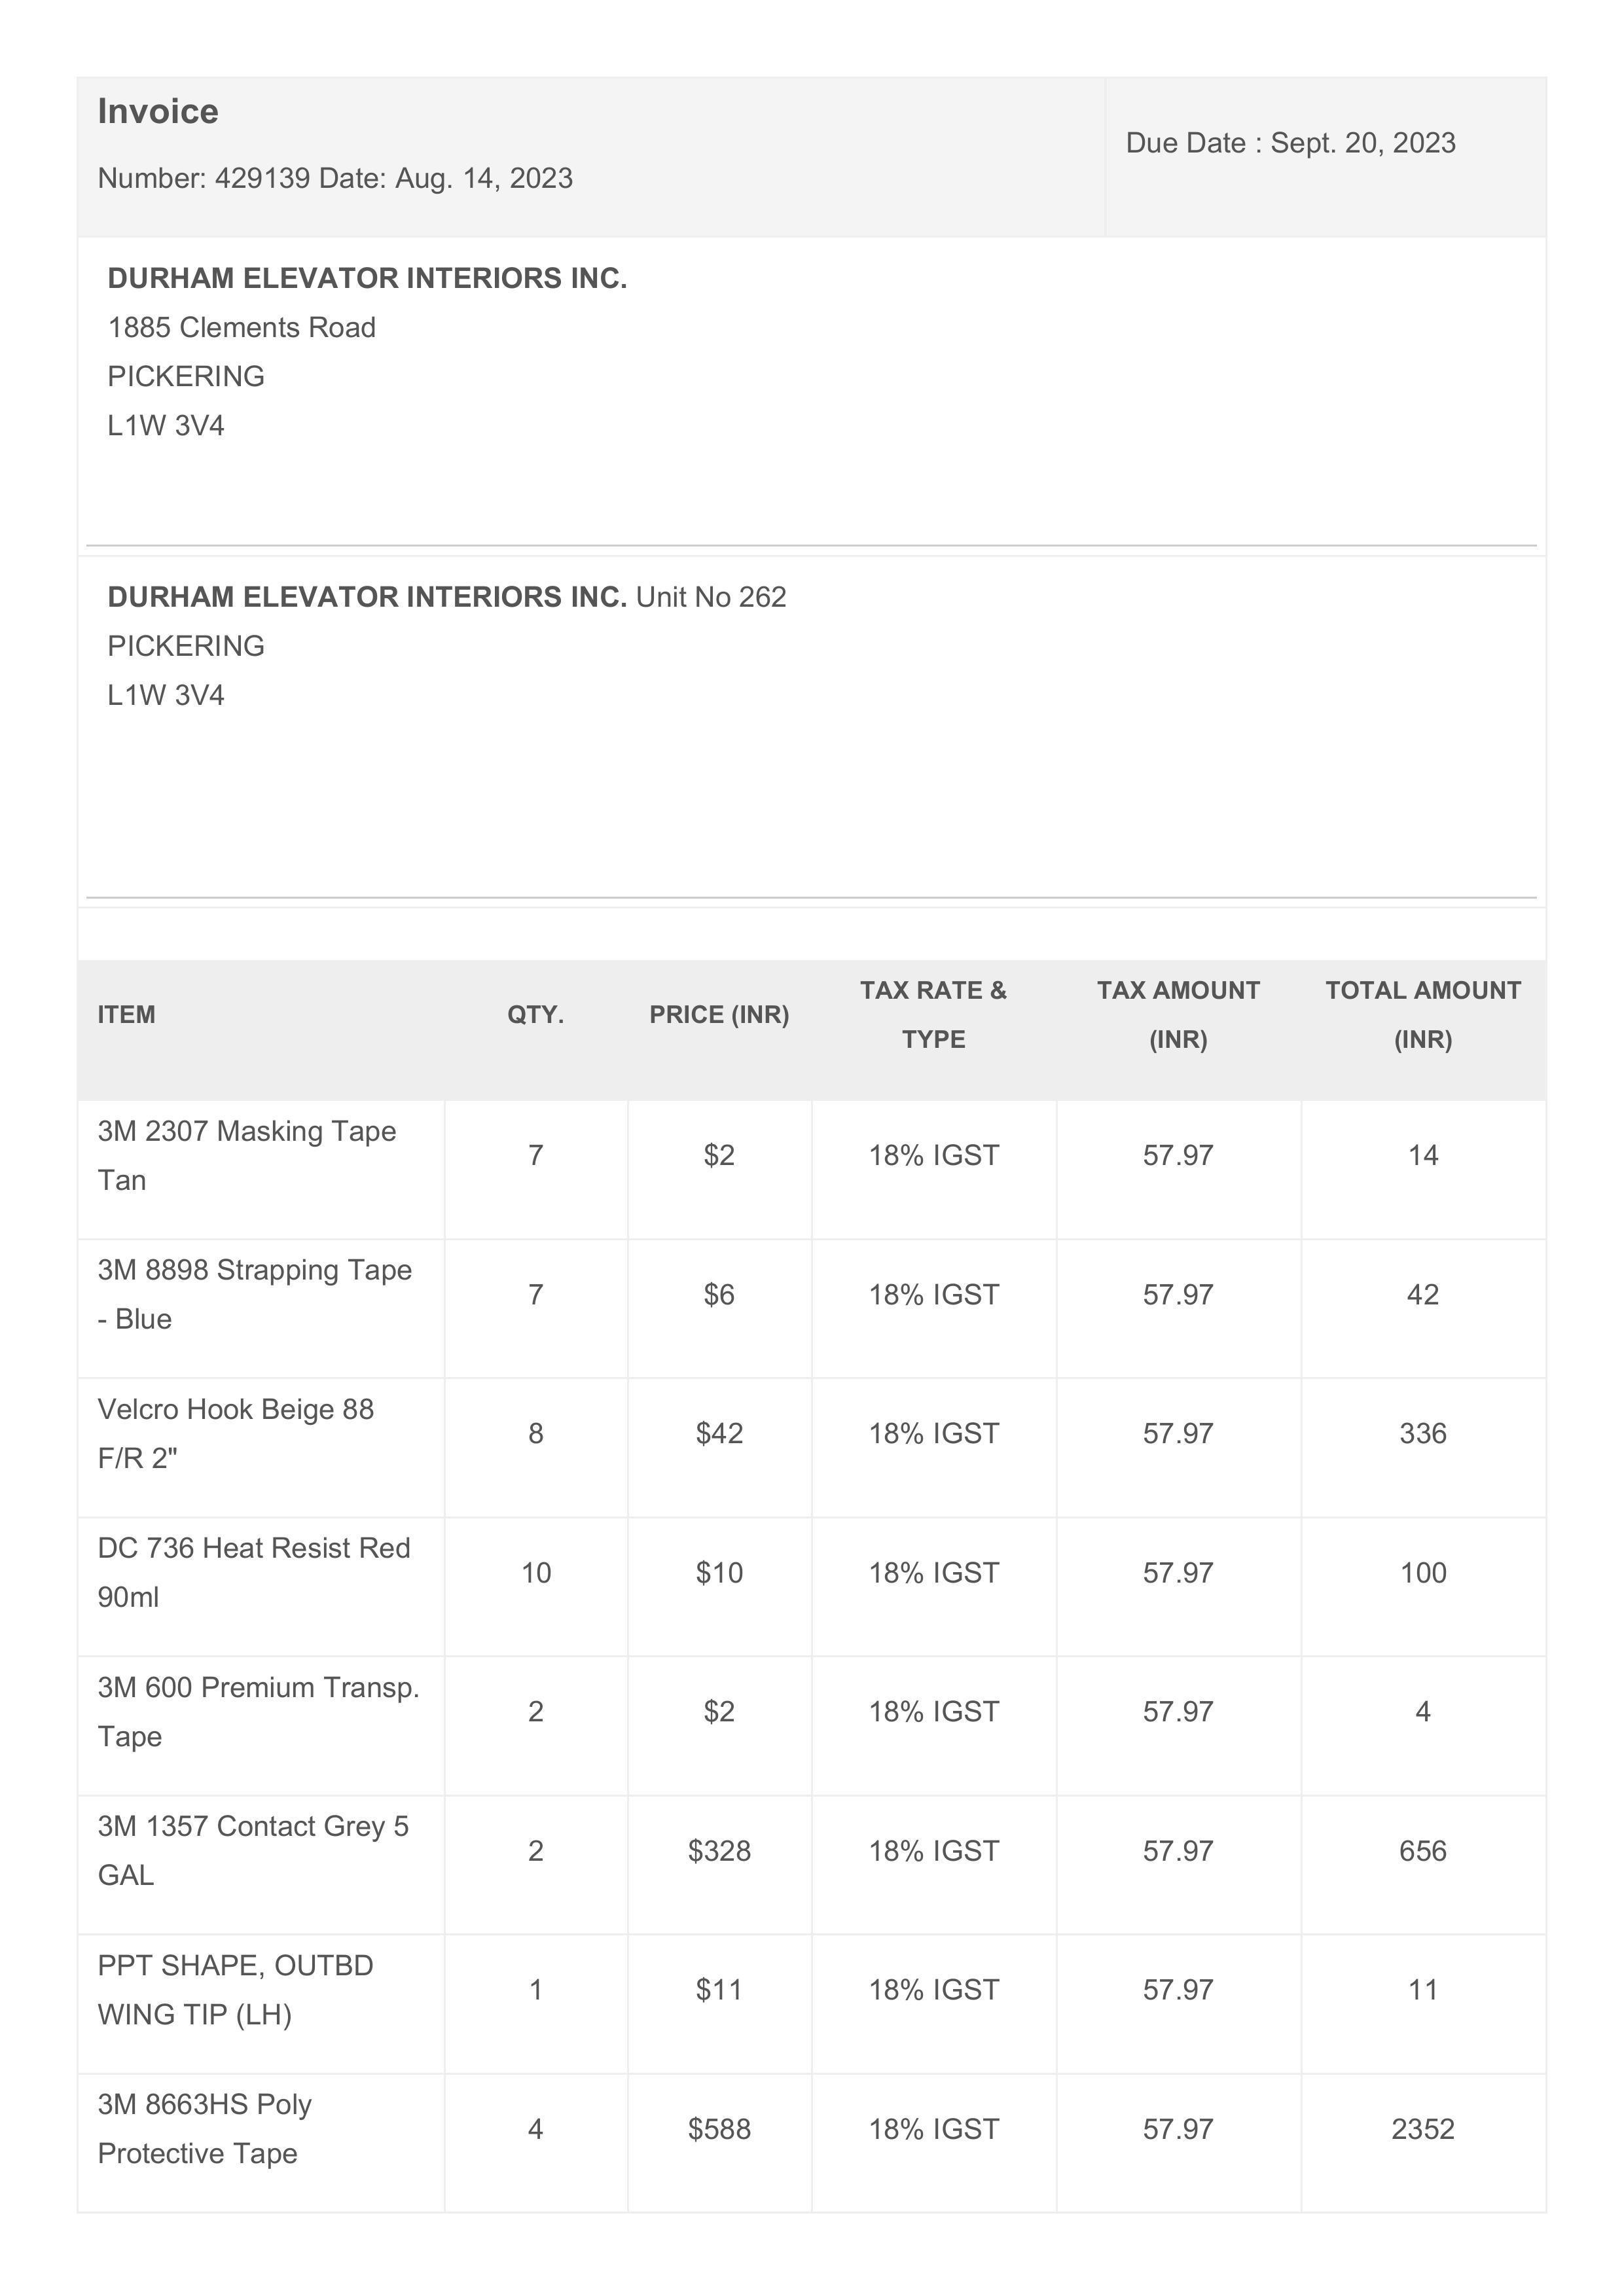 Invoice
Number: 429139 Date: Aug. 14, 2023
Due Date : Sept. 20, 2023
DURHAM ELEVATOR INTERIORS INC.
1885 Clements Road
PICKERING
L1W 3V4
DURHAM ELEVATOR INTERIORS INC. Unit No 262
PICKERING
L1W 3V4
ITEM QTY. PRICE (INR) TAX RATE & TYPE TAX AMOUNT (INR) TOTAL AMOUNT (INR)
3M 2307 Masking Tape Tan 7 $2 18% IGST 57.97 14
3M 8898 Strapping Tape - Blue 7 $6 18% IGST 57.97 42
Velcro Hook Beige 88 F/R 2" 8 $42 18% IGST 57.97 336
DC 736 Heat Resist Red 90ml 10 $10 18% IGST 57.97 100
3M 600 Premium Transp. Tape 2 $2 18% IGST 57.97 4
3M 1357 Contact Grey 5 GAL 2 $328 18% IGST 57.97 656
PPT SHAPE, OUTBD WING TIP (LH) 1 $11 18% IGST 57.97 11
3M 8663HS Poly Protective Tape 4 $588 18% IGST 57.97 2352